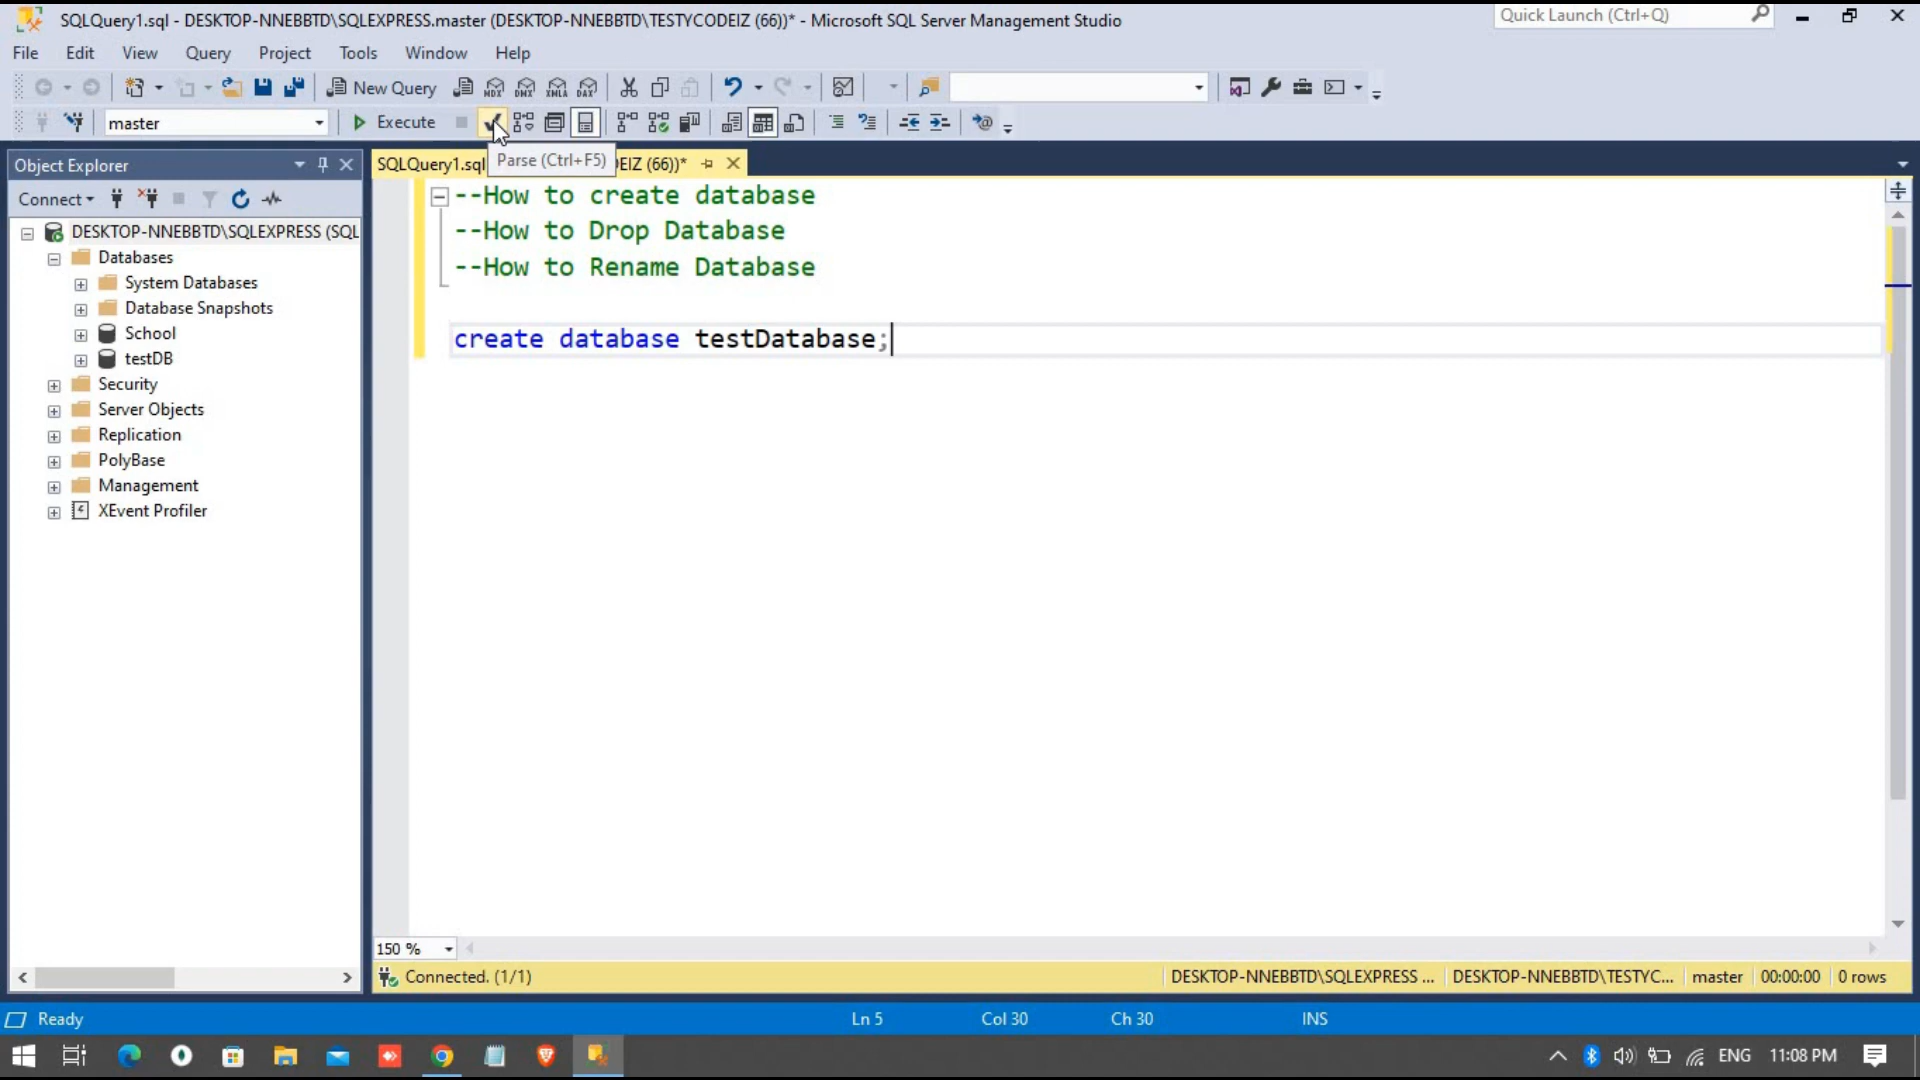 SQLQuery1.sql - DESKTOP-NNEBBTD\SQLEXPRESS.master (DESKTOP-NNEBBTD\TESTYCODEIZ (66))* - Microsoft SQL Server Management Studio
Quick Launch (Ctrl+Q)
File Edit View Query Project Tools Window Help
New Query MDX DMX XMLA DAX
master Execute
Parse (Ctrl+F5)
Object Explorer
SQLQuery1.sql EIZ (66))*
Connect
DESKTOP-NNEBBTD\SQLEXPRESS (SQL
Databases
System Databases
Database Snapshots
School
testDB
Security
Server Objects
Replication
PolyBase
Management
XEvent Profiler
--How to create database
--How to Drop Database
--How to Rename Database
create database testDatabase;
150 %
Connected. (1/1) DESKTOP-NNEBBTD\SQLEXPRESS ... DESKTOP-NNEBBTD\TESTYC... master 00:00:00 0 rows
Ready Ln 5 Col 30 Ch 30 INS
ENG 11:08 PM